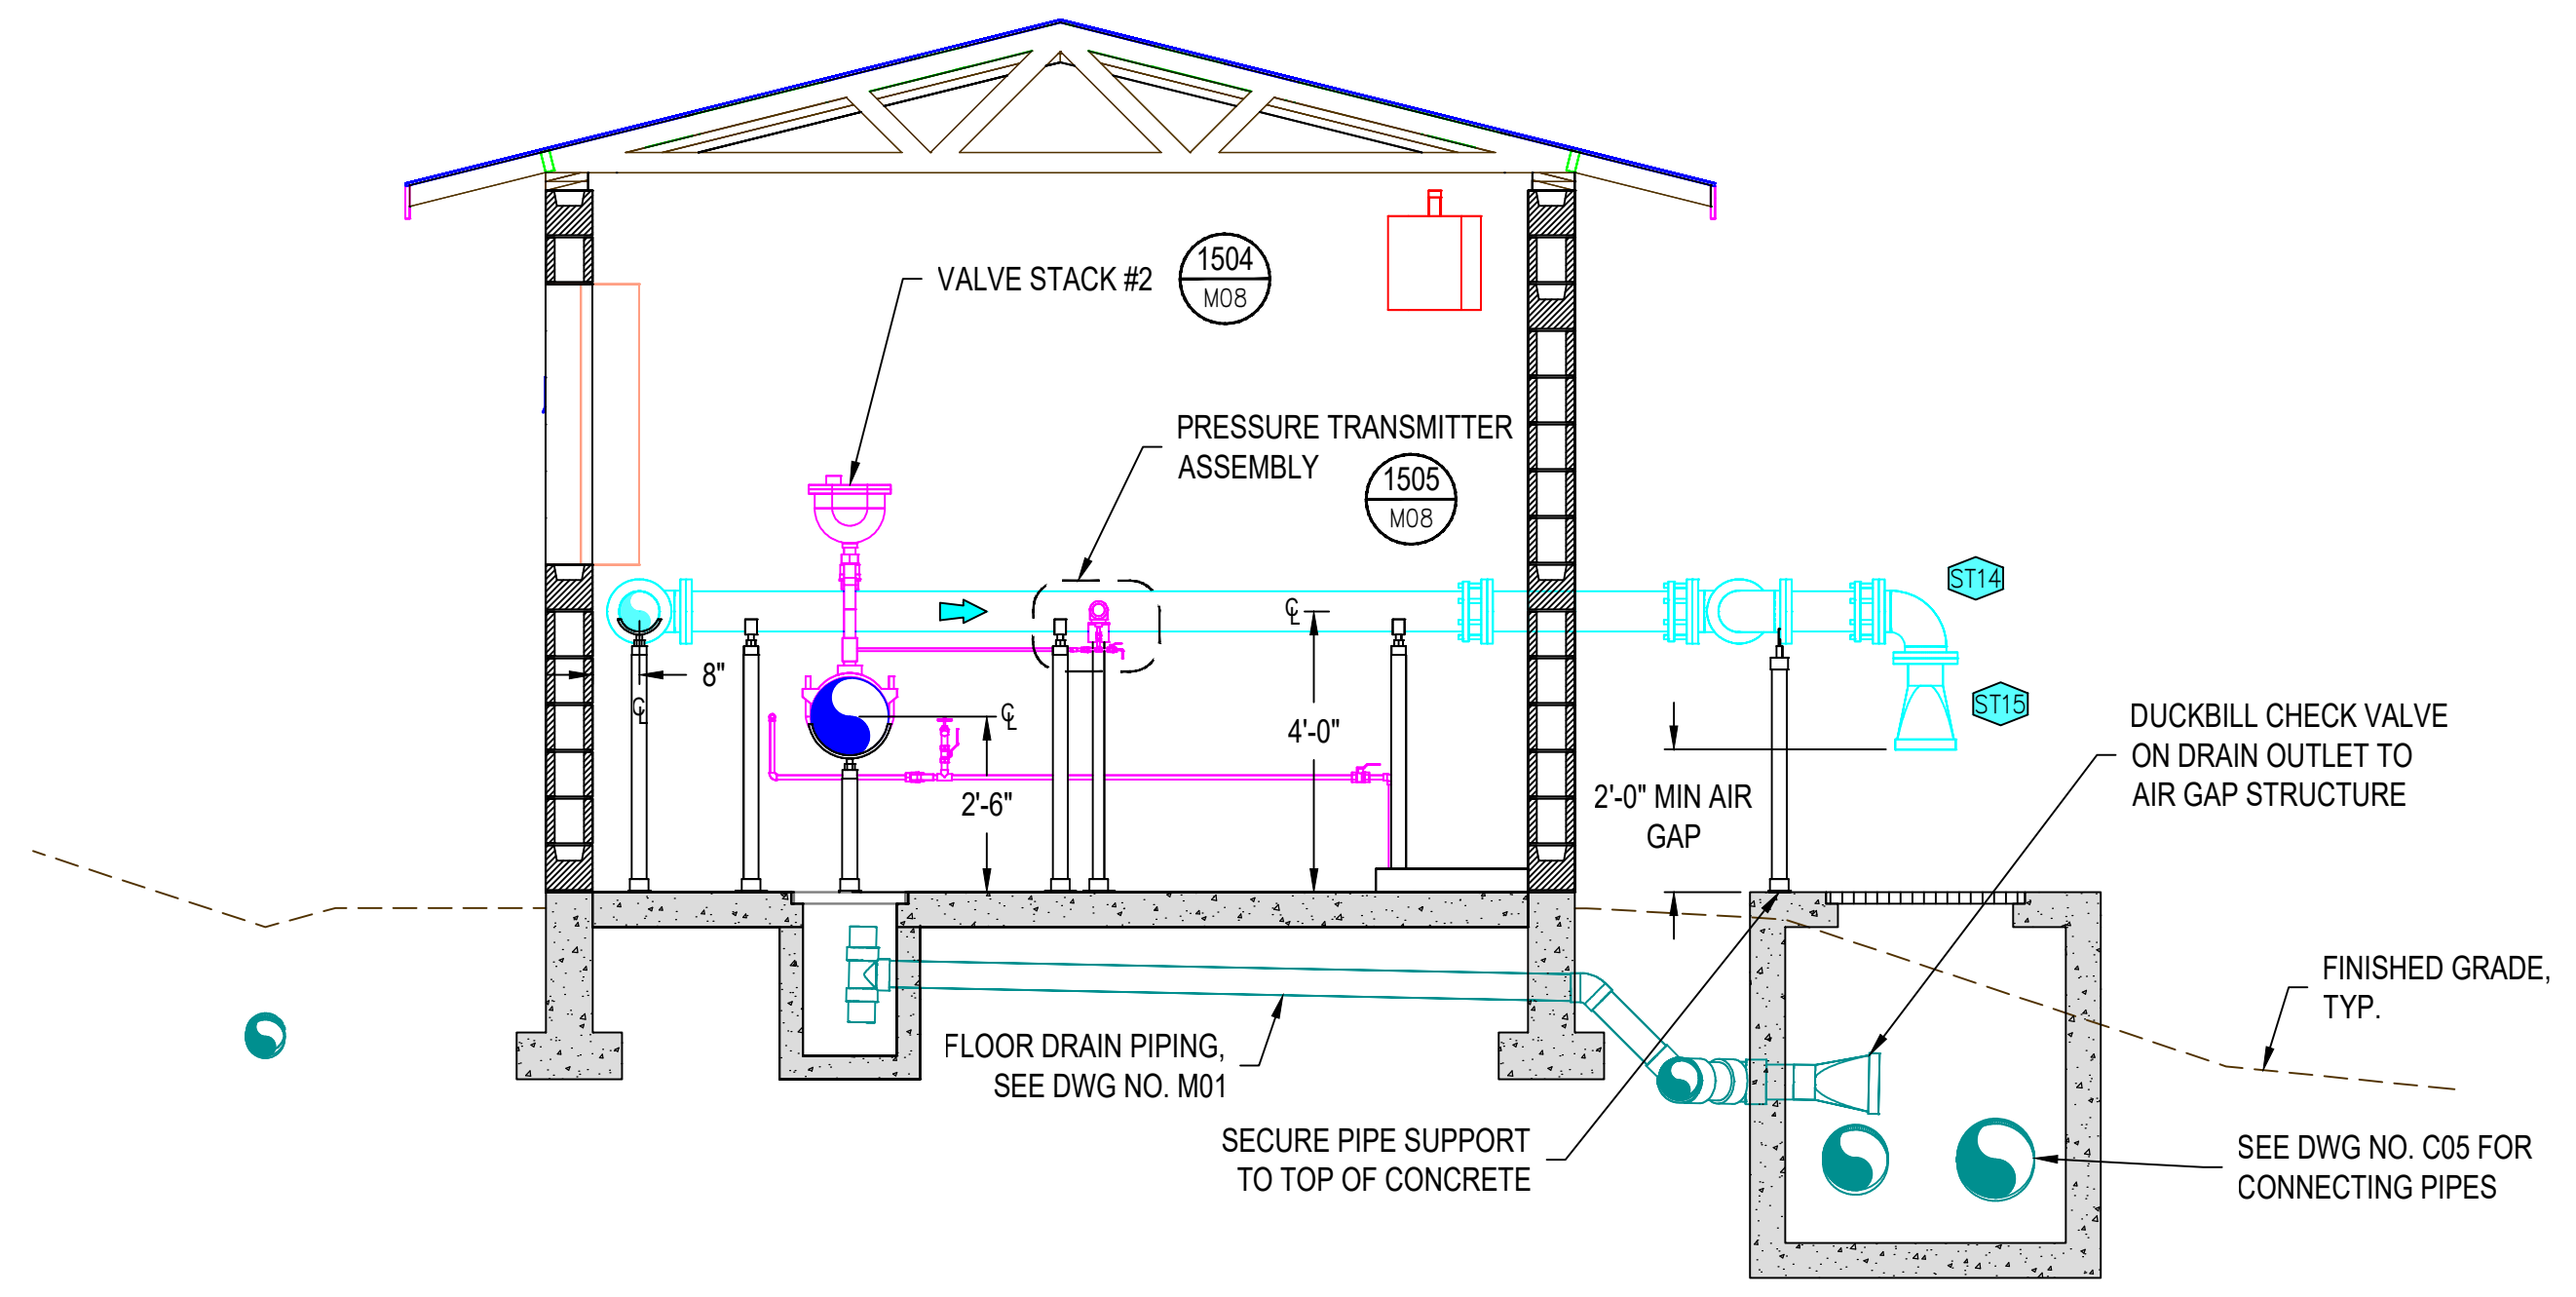 VALVE STACK #2
1504
M08
PRESSURE TRANSMITTER
ASSEMBLY
1505
M08
ST14
℄
8"
℄
℄
4'-0"
ST15
2'-6"
2'-0" MIN AIR
GAP
DUCKBILL CHECK VALVE
ON DRAIN OUTLET TO
AIR GAP STRUCTURE
FINISHED GRADE,
TYP.
FLOOR DRAIN PIPING,
SEE DWG NO. M01
SECURE PIPE SUPPORT
TO TOP OF CONCRETE
SEE DWG NO. C05 FOR
CONNECTING PIPES